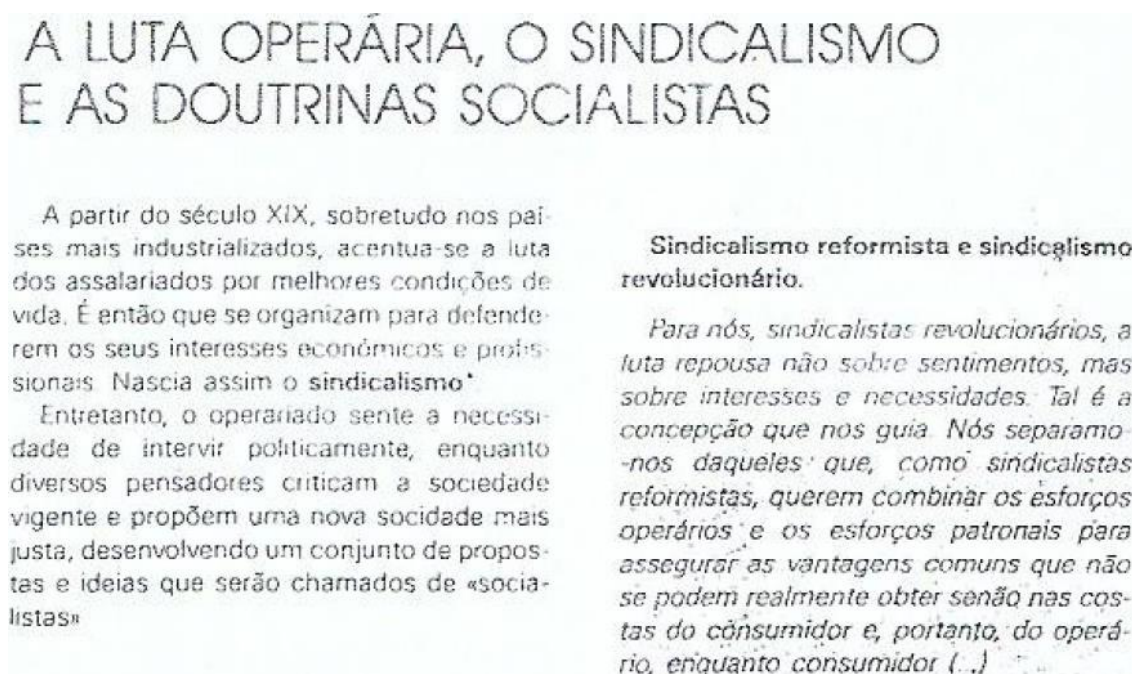 A LUTA OPERÁRIA, O SINDICALISMO
E AS DOUTRINAS SOCIALISTAS
A partir do século XIX, sobretudo nos paí-
ses mais industrializados, acentua-se a luta
dos assalariados por melhores condições de
vida. É então que se organizam para defende-
rem os seus interesses económicos e profis-
sionais. Nascia assim o sindicalismo*
Entretanto, o operariado sente a necessi-
dade de intervir politicamente, enquanto
diversos pensadores criticam a sociedade
vigente e propõem uma nova socidade mais
justa, desenvolvendo um conjunto de propos-
tas e ideias que serão chamados de «socia-
listas»
Sindicalismo reformista e sindicalismo
revolucionário.
Para nós, sindicalistas revolucionários, a
luta repousa não sobre sentimentos, mas
sobre interesses e necessidades. Tal é a
concepção que nos guia. Nós separamo-
-nos daqueles que, como sindicalistas
reformistas, querem combinar os esforços
operários e os esforços patronais para
assegurar as vantagens comuns que não
se podem realmente obter senão nas cos-
tas do consumidor e, portanto, do operá-
rio, enquanto consumidor (...)